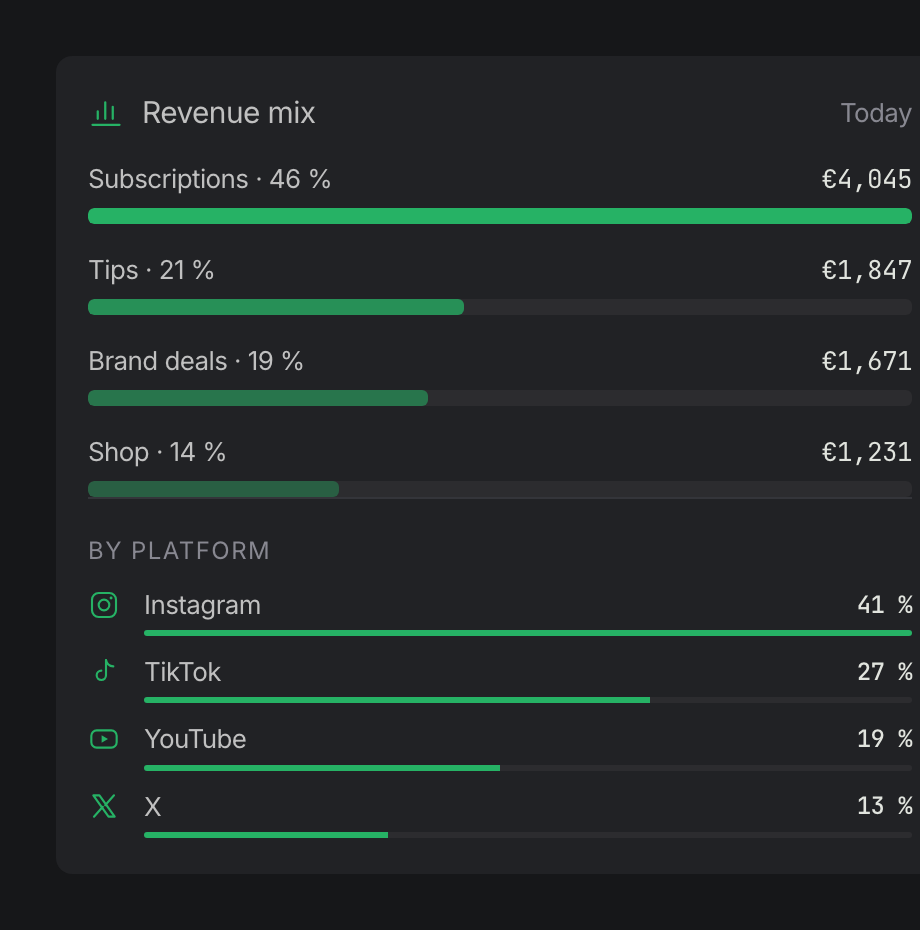 Revenue mix
Today
Subscriptions · 46 %
€4,045
Tips · 21 %
€1,847
Brand deals · 19 %
€1,671
Shop · 14 %
€1,231
BY PLATFORM
Instagram
41 %
TikTok
27 %
YouTube
19 %
X
13 %